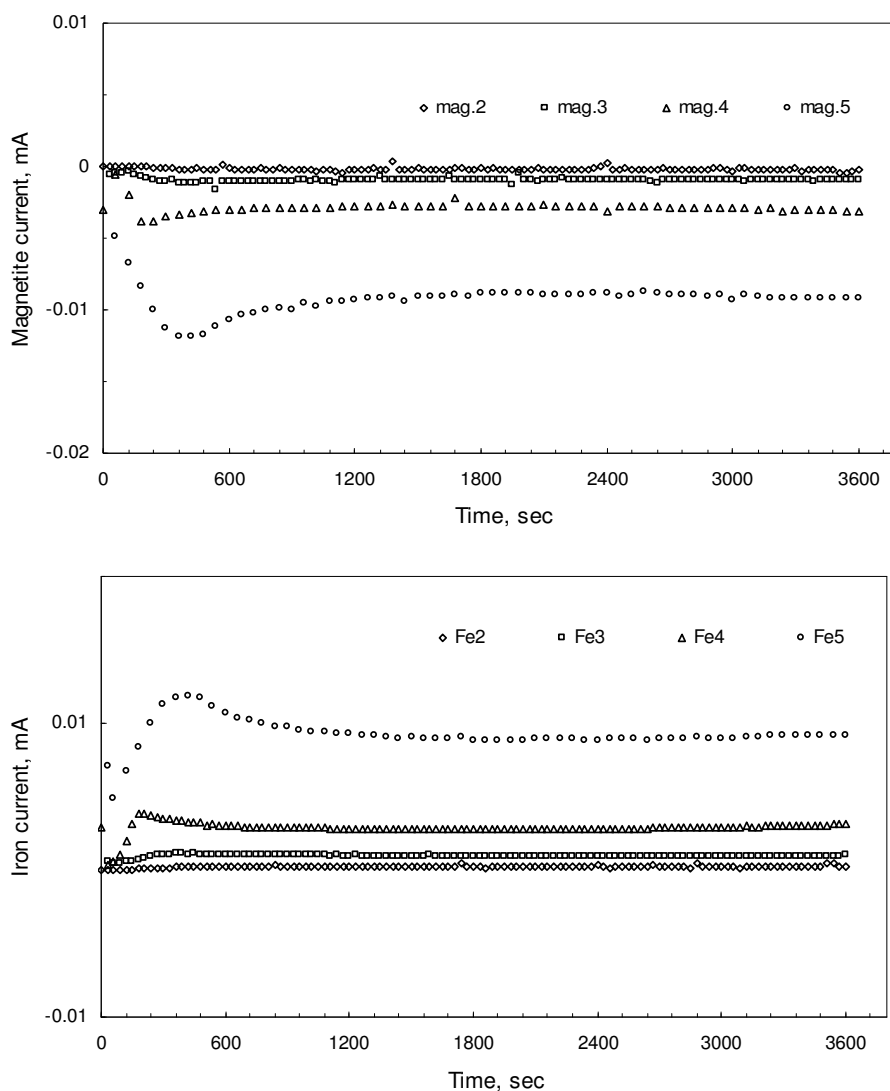 0.01
mag.2 mag.3 mag.4 mag.5
0
-0.01
-0.02
Magnetite current, mA
0 600 1200 1800 2400 3000 3600
Time, sec
Fe2 Fe3 Fe4 Fe5
0.01
-0.01
Iron current, mA
0 600 1200 1800 2400 3000 3600
Time, sec